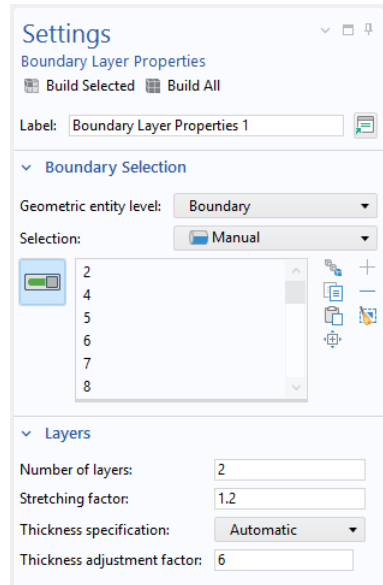 Settings
Boundary Layer Properties
Build Selected Build All
Label: Boundary Layer Properties 1
Boundary Selection
Geometric entity level: Boundary
Selection: Manual
2
4
5
6
7
8
Layers
Number of layers: 2
Stretching factor: 1.2
Thickness specification: Automatic
Thickness adjustment factor: 6